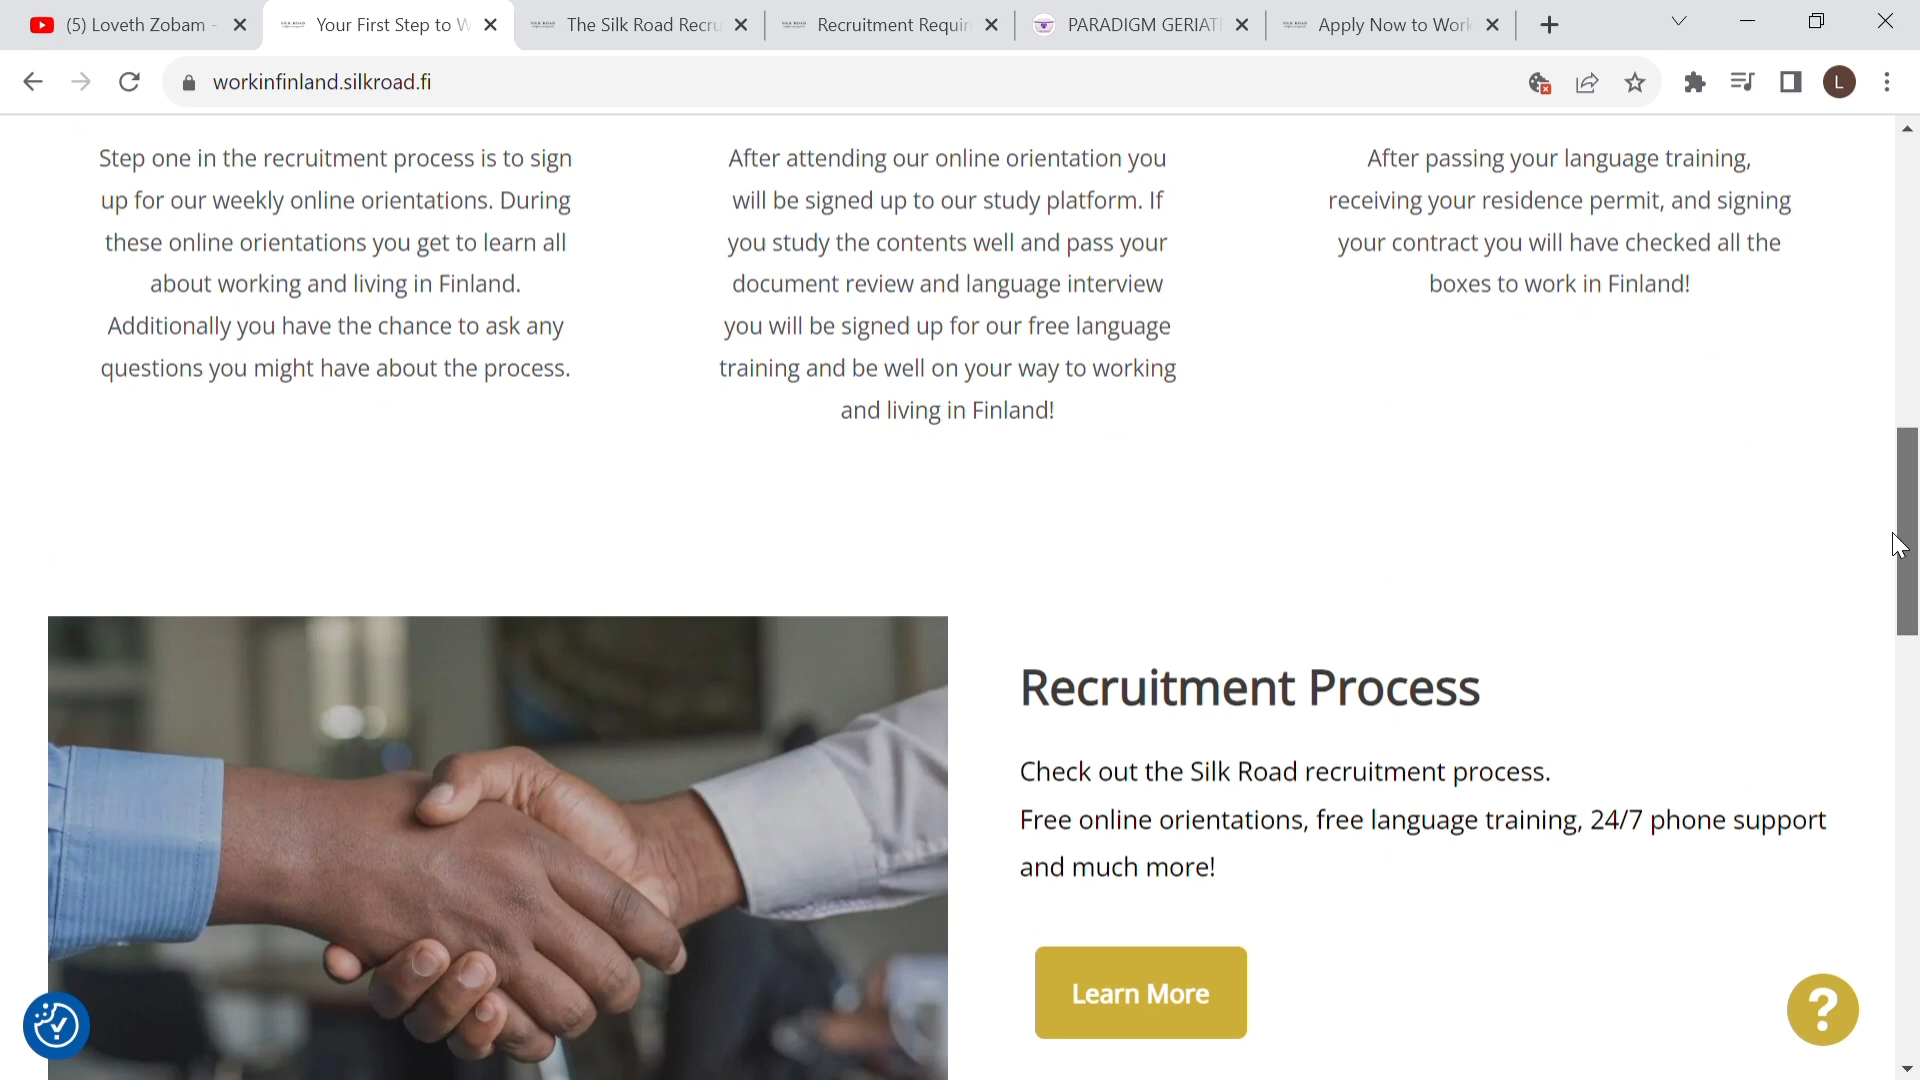 (5) Loveth Zobam -
Your First Step to W
The Silk Road Recru
Recruitment Requir
PARADIGM GERIAT
Apply Now to Work
workinfinland.silkroad.fi
L
Step one in the recruitment process is to sign
up for our weekly online orientations. During
these online orientations you get to learn all
about working and living in Finland.
Additionally you have the chance to ask any
questions you might have about the process.
After attending our online orientation you
will be signed up to our study platform. If
you study the contents well and pass your
document review and language interview
you will be signed up for our free language
training and be well on your way to working
and living in Finland!
After passing your language training,
receiving your residence permit, and signing
your contract you will have checked all the
boxes to work in Finland!
Recruitment Process
Check out the Silk Road recruitment process.
Free online orientations, free language training, 24/7 phone support
and much more!
Learn More
?